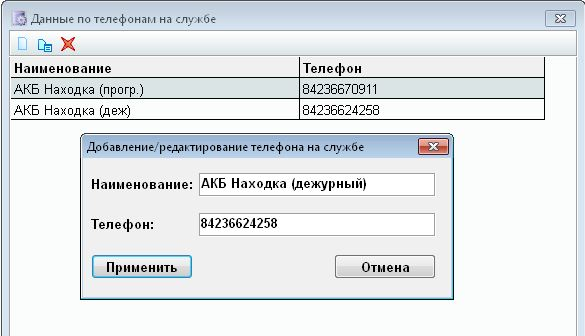 Данные по телефонам на службе
Наименование Телефон
АКБ Находка (прогр.) 84236670911
АКБ Находка (деж) 84236624258
Добавление/редактирование телефона на службе
Наименование: АКБ Находка (дежурный)
Телефон: 84236624258
Применить Отмена